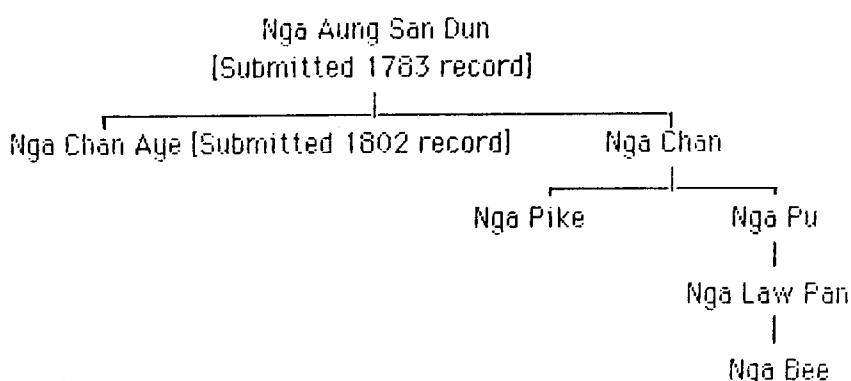 Nga Aung San Dun
[Submitted 1783 record]
Nga Chan Aye [Submitted 1802 record] Nga Chan
Nga Pike Nga Pu
Nga Law Pan
Nga Bee